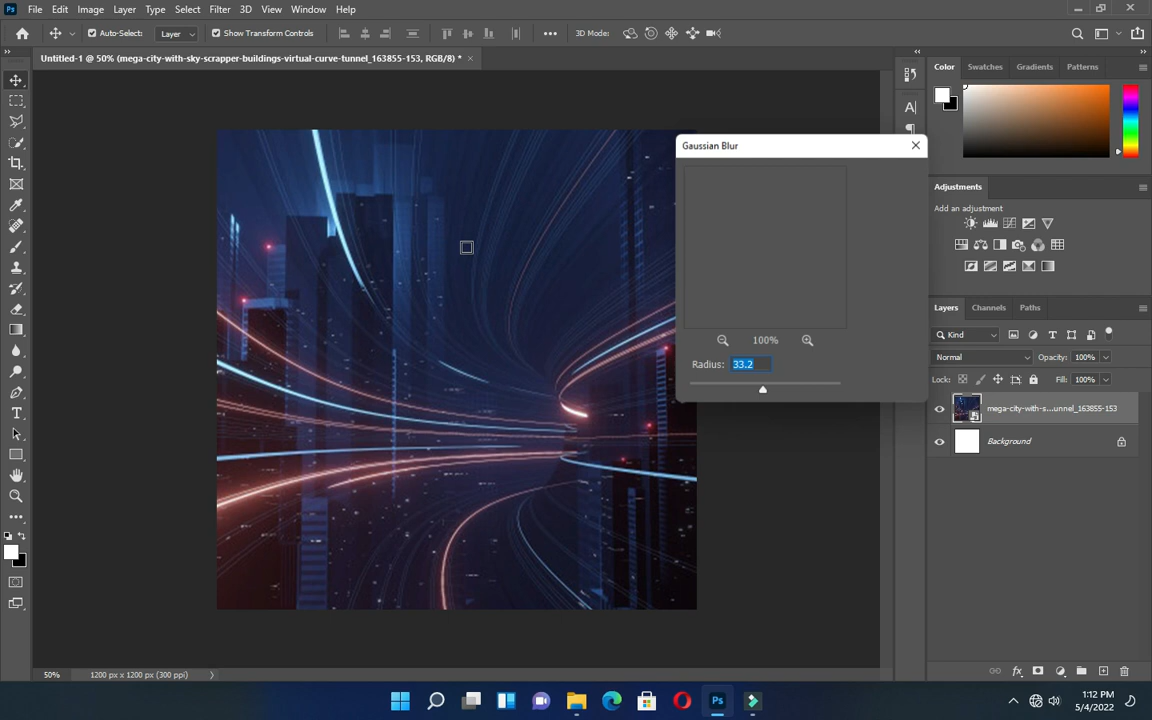 Ps File Edit Image Layer Type Select Filter 3D View Window Help
Auto-Select: Layer Show Transform Controls 3D Mode:
Untitled-1 @ 50% (mega-city-with-sky-scrapper-buildings-virtual-curve-tunnel_163855-153, RGB/8) * ×
Color Swatches Gradients Patterns
Gaussian Blur
100%
Radius: 33.2
Adjustments
Add an adjustment
Layers Channels Paths
Kind
Normal Opacity: 100%
Lock: Fill: 100%
mega-city-with-s...unnel_163855-153
Background
50% 1200 px x 1200 px (300 ppi)
Ps
1:12 PM
5/4/2022